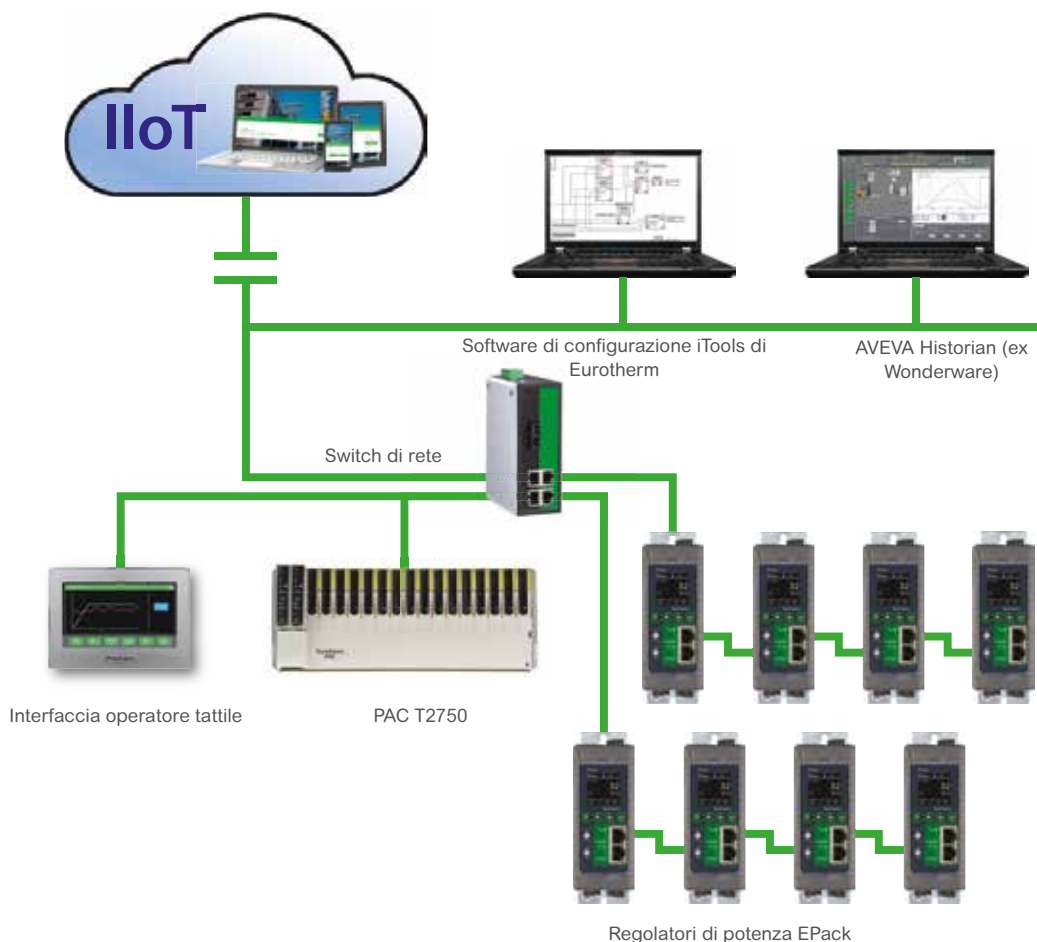 IIoT
Software di configurazione iTools di
Eurotherm
AVEVA Historian (ex
Wonderware)
Switch di rete
Interfaccia operatore tattile
PAC T2750
Regolatori di potenza EPack